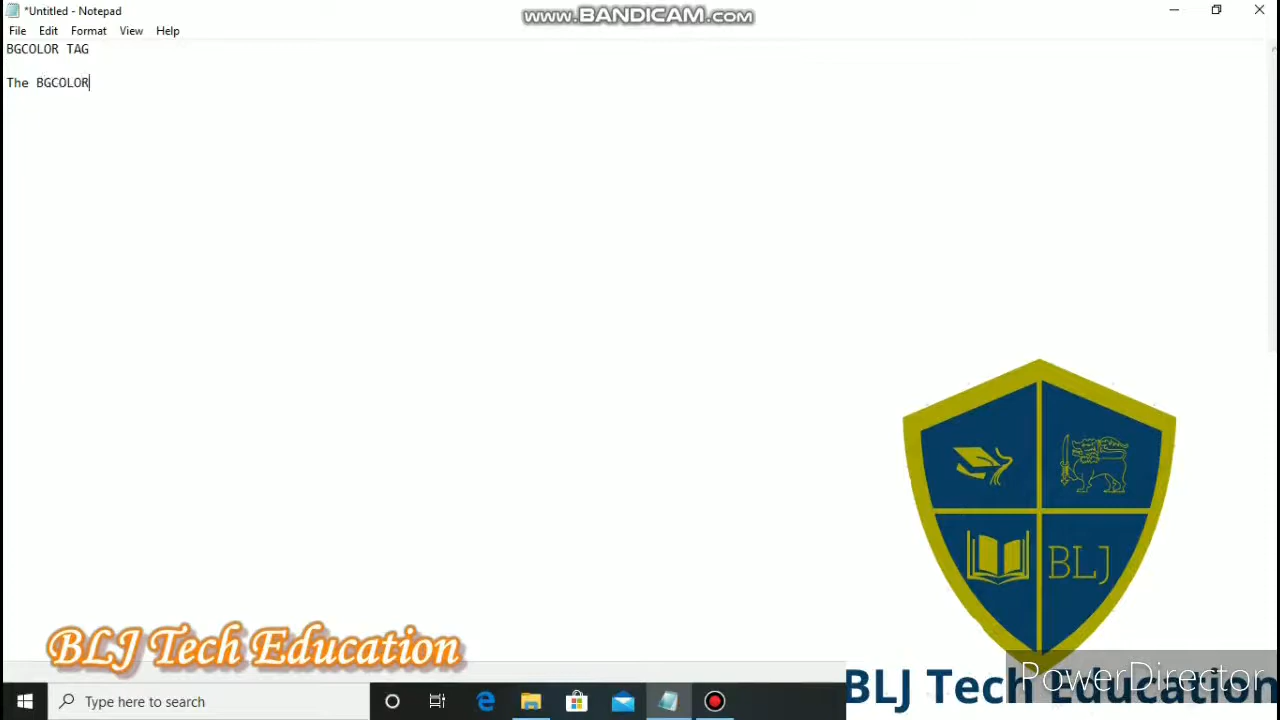 *Untitled - Notepad
www.BANDICAM.com
File Edit Format View Help
BGCOLOR TAG
The BGCOLOR
BLJ
BLJ Tech Education
BLJ Tech Education
PowerDirector
Type here to search